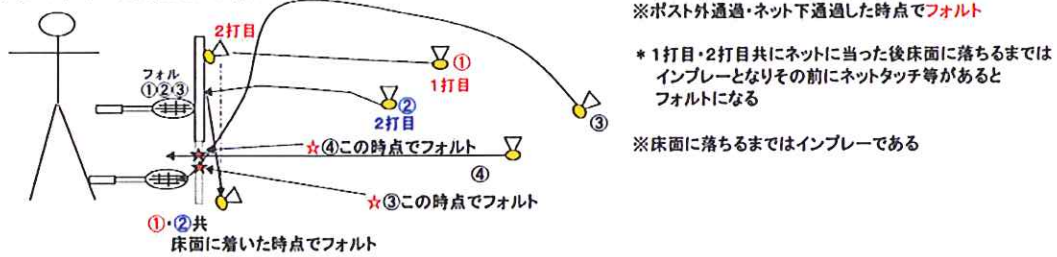 ※ポスト外通過・ネット下通過した時点でフォルト
2打目
＊1打目・2打目共にネットに当った後床面に落ちるまでは
インプレーとなりその前にネットタッチ等があると
フォルトになる
①
1打目
フォル
①②③
②
2打目
③
※床面に落ちるまではインプレーである
☆④この時点でフォルト
④
☆③この時点でフォルト
①・②共
床面に着いた時点でフォルト